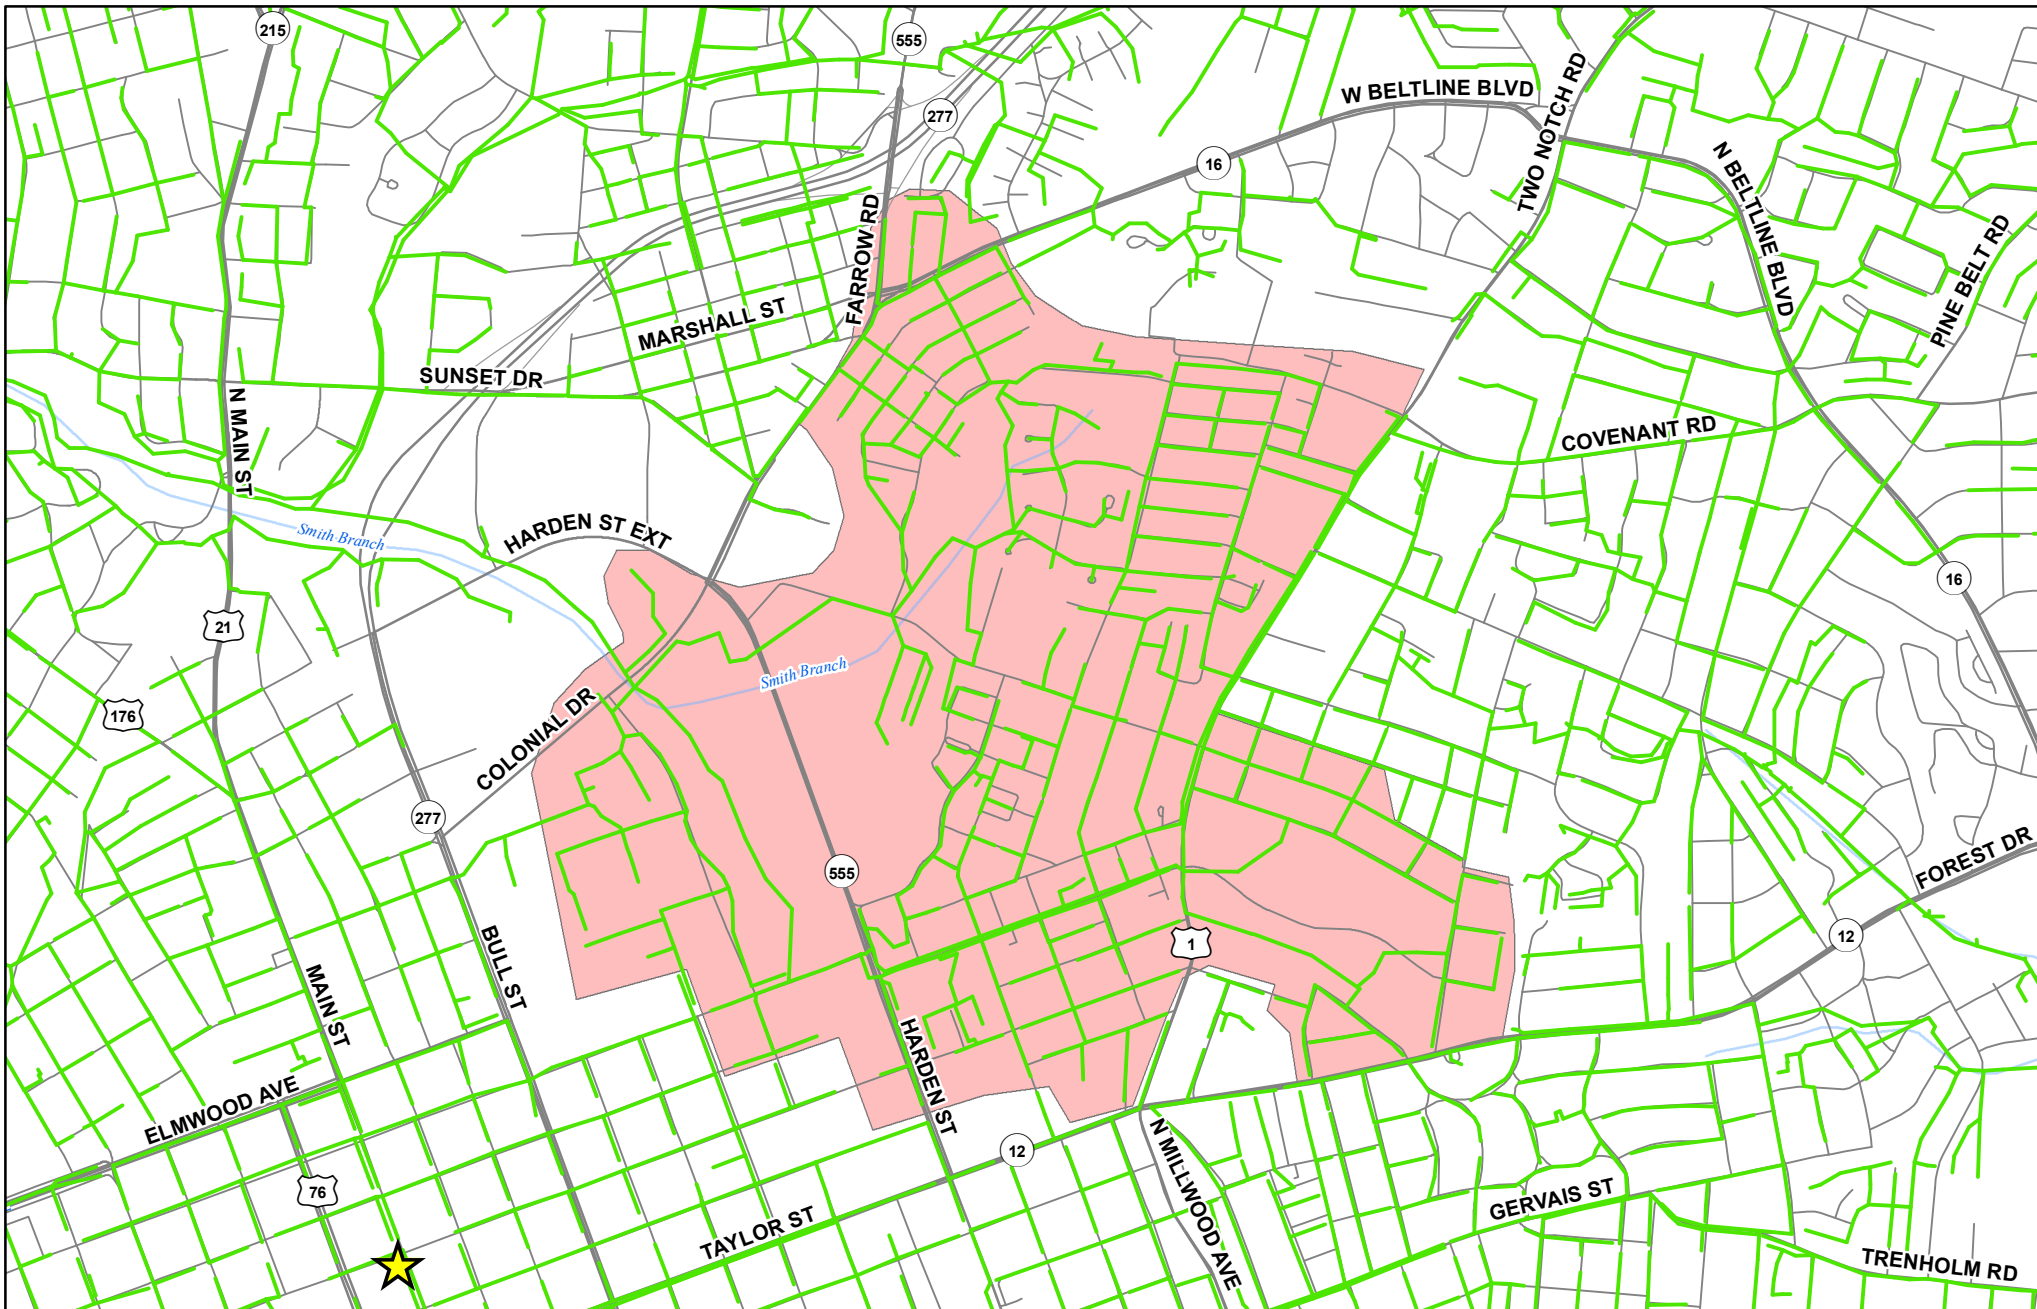 215
555
277
W BELTLINE BLVD
TWO NOTCH RD
16
N BELTLINE BLVD
FARROW RD
PINE BELT RD
MARSHALL ST
SUNSET DR
N MAIN ST
COVENANT RD
HARDEN ST EXT
Smith Branch
16
21
Smith Branch
176
COLONIAL DR
277
555
FOREST DR
12
1
BULL ST
MAIN ST
HARDEN ST
ELMWOOD AVE
12
N MILLWOOD AVE
76
GERVAIS ST
TAYLOR ST
TRENHOLM RD